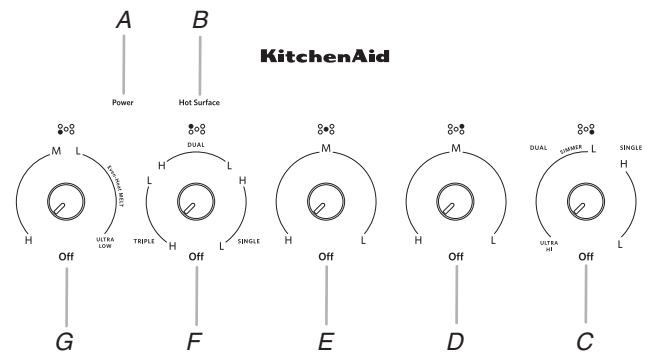 A B
KitchenAid
Power Hot Surface
M L Even-Heat MELT H ULTRA LOW Off
DUAL H L L H TRIPLE H L SINGLE Off
M H L Off
M H L Off
DUAL SIMMER L SINGLE H ULTRA HI L Off
G F E D C